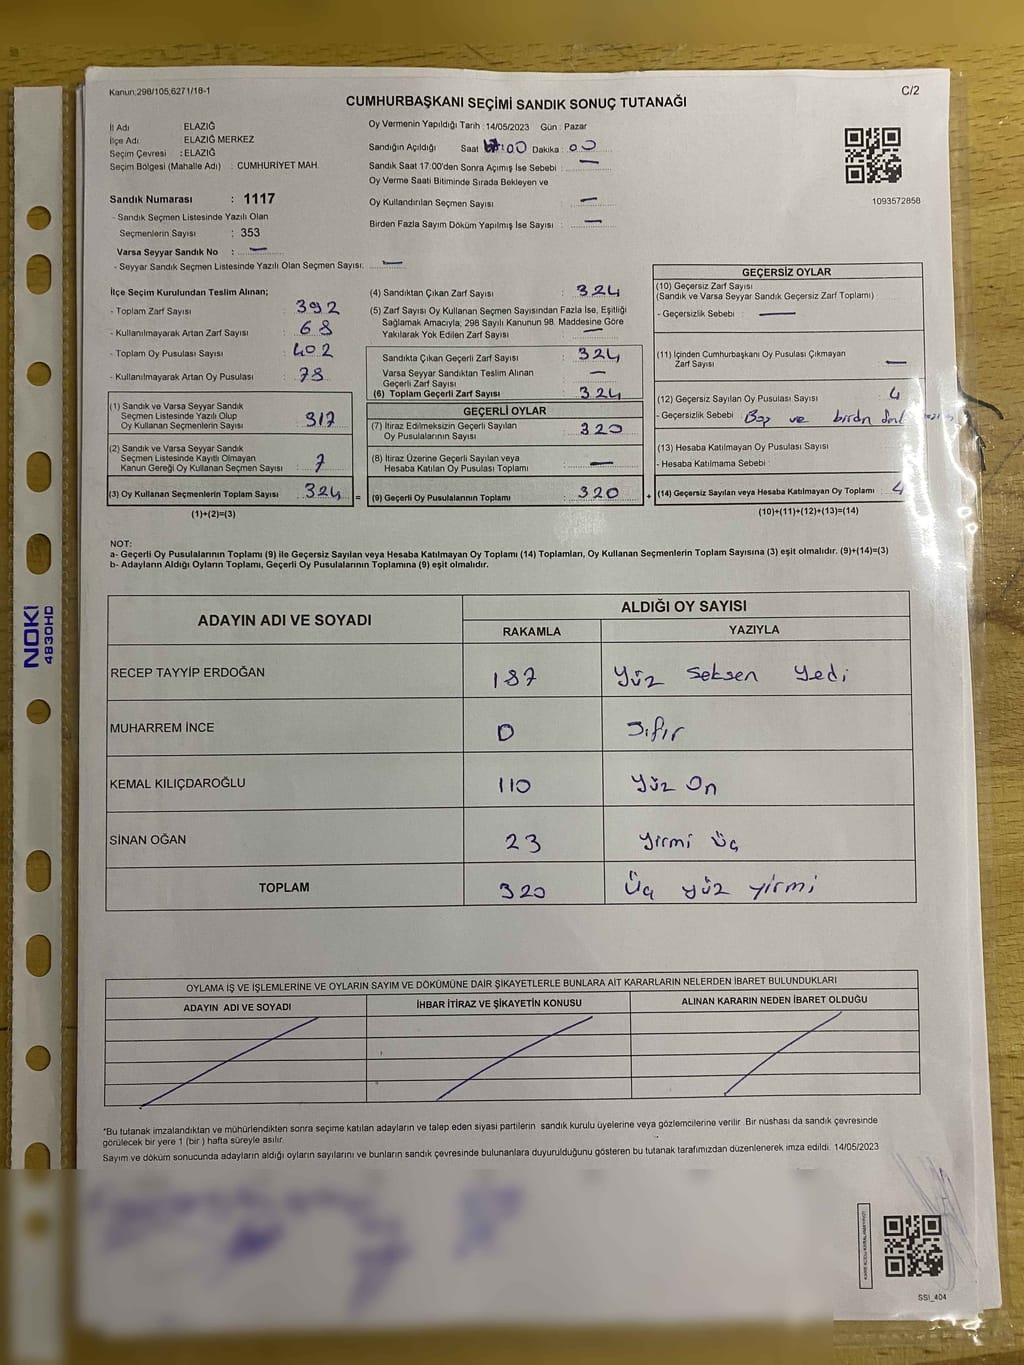 Kanun;298/105,6271/18-1
C/2
CUMHURBAŞKANI SEÇİMİ SANDIK SONUÇ TUTANAĞI
İl Adı ELAZIĞ
İlçe Adı ELAZIĞ MERKEZ
Seçim Çevresi : ELAZIĞ
Seçim Bölgesi (Mahalle Adı) : CUMHURİYET MAH.
Sandık Numarası : 1117
- Sandık Seçmen Listesinde Yazılı Olan
Seçmenlerin Sayısı : 353
Varsa Seyyar Sandık No : —
- Seyyar Sandık Seçmen Listesinde Yazılı Olan Seçmen Sayısı: —
Oy Vermenin Yapıldığı Tarih : 14/05/2023 Gün : Pazar
Sandığın Açıldığı Saat 17:00 Dakika : 00
Sandık Saat 17:00'den Sonra Açımış İse Sebebi : —
Oy Verme Saati Bitiminde Sırada Bekleyen ve
Oy Kullandırılan Seçmen Sayısı : —
Birden Fazla Sayım Döküm Yapılmış İse Sayısı : —
1093572858
İlçe Seçim Kurulundan Teslim Alınan;
- Toplam Zarf Sayısı : 392
- Kullanılmayarak Artan Zarf Sayısı : 68
- Toplam Oy Pusulası Sayısı : 402
- Kullanılmayarak Artan Oy Pusulası : 78
(1) Sandık ve Varsa Seyyar Sandık
Seçmen Listesinde Yazılı Olup
Oy Kullanan Seçmenlerin Sayısı : 317
(2) Sandık ve Varsa Seyyar Sandık
Seçmen Listesinde Kayıtlı Olmayan
Kanun Gereği Oy Kullanan Seçmen Sayısı : 7
(3) Oy Kullanan Seçmenlerin Toplam Sayısı : 324 =
(1)+(2)=(3)
(4) Sandıktan Çıkan Zarf Sayısı : 324
(5) Zarf Sayısı Oy Kullanan Seçmen Sayısından Fazla İse, Eşitliği
Sağlamak Amacıyla; 298 Sayılı Kanunun 98. Maddesine Göre
Yakılarak Yok Edilen Zarf Sayısı : —
Sandıkta Çıkan Geçerli Zarf Sayısı : 324
Varsa Seyyar Sandıktan Teslim Alınan
Geçerli Zarf Sayısı : —
(6) Toplam Geçerli Zarf Sayısı : 324
GEÇERLİ OYLAR
(7) İtiraz Edilmeksizin Geçerli Sayılan
Oy Pusulalarının Sayısı : 320
(8) İtiraz Üzerine Geçerli Sayılan veya
Hesaba Katılan Oy Pusulası Toplamı : —
(9) Geçerli Oy Pusulalarının Toplamı : 320 +
GEÇERSİZ OYLAR
(10) Geçersiz Zarf Sayısı
(Sandık ve Varsa Seyyar Sandık Geçersiz Zarf Toplamı)
- Geçersizlik Sebebi : —
(11) İçinden Cumhurbaşkanı Oy Pusulası Çıkmayan
Zarf Sayısı —
(12) Geçersiz Sayılan Oy Pusulası Sayısı 4
- Geçersizlik Sebebi : Boş ve
(13) Hesaba Katılmayan Oy Pusulası Sayısı
- Hesaba Katılmama Sebebi :
(14) Geçersiz Sayılan veya Hesaba Katılmayan Oy Toplamı : 4
(10)+(11)+(12)+(13)=(14)
NOT:
a- Geçerli Oy Pusulalarının Toplamı (9) ile Geçersiz Sayılan veya Hesaba Katılmayan Oy Toplamı (14) Toplamları, Oy Kullanan Seçmenlerin Toplam Sayısına (3) eşit olmalıdır. (9)+(14)=(3)
b- Adayların Aldığı Oyların Toplamı, Geçerli Oy Pusulalarının Toplamına (9) eşit olmalıdır.
ADAYIN ADI VE SOYADI
ALDIĞI OY SAYISI
RAKAMLA YAZIYLA
RECEP TAYYİP ERDOĞAN 187 Yüz Seksen Yedi
MUHARREM İNCE 0 Sıfır
KEMAL KILIÇDAROĞLU 110 Yüz On
SİNAN OĞAN 23 Yirmi Üç
TOPLAM 320 Üç yüz yirmi
OYLAMA İŞ VE İŞLEMLERİNE VE OYLARIN SAYIM VE DÖKÜMÜNE DAİR ŞİKAYETLERLE BUNLARA AİT KARARLARIN NELERDEN İBARET BULUNDUKLARI
ADAYIN ADI VE SOYADI İHBAR İTİRAZ VE ŞİKAYETİN KONUSU ALINAN KARARIN NEDEN İBARET OLDUĞU
*Bu tutanak imzalandıktan ve mühürlendikten sonra seçime katılan adayların ve talep eden siyasi partilerin sandık kurulu üyelerine veya gözlemcilerine verilir. Bir nüshası da sandık çevresinde
görülecek bir yere 1 (bir ) hafta süreyle asılır.
Sayım ve döküm sonucunda adayların aldığı oyların sayılarını ve bunların sandık çevresinde bulunanlara duyurulduğunu gösteren bu tutanak tarafımızdan düzenlenerek imza edildi. 14/05/2023
SSI_404
NOKİ
4830HD